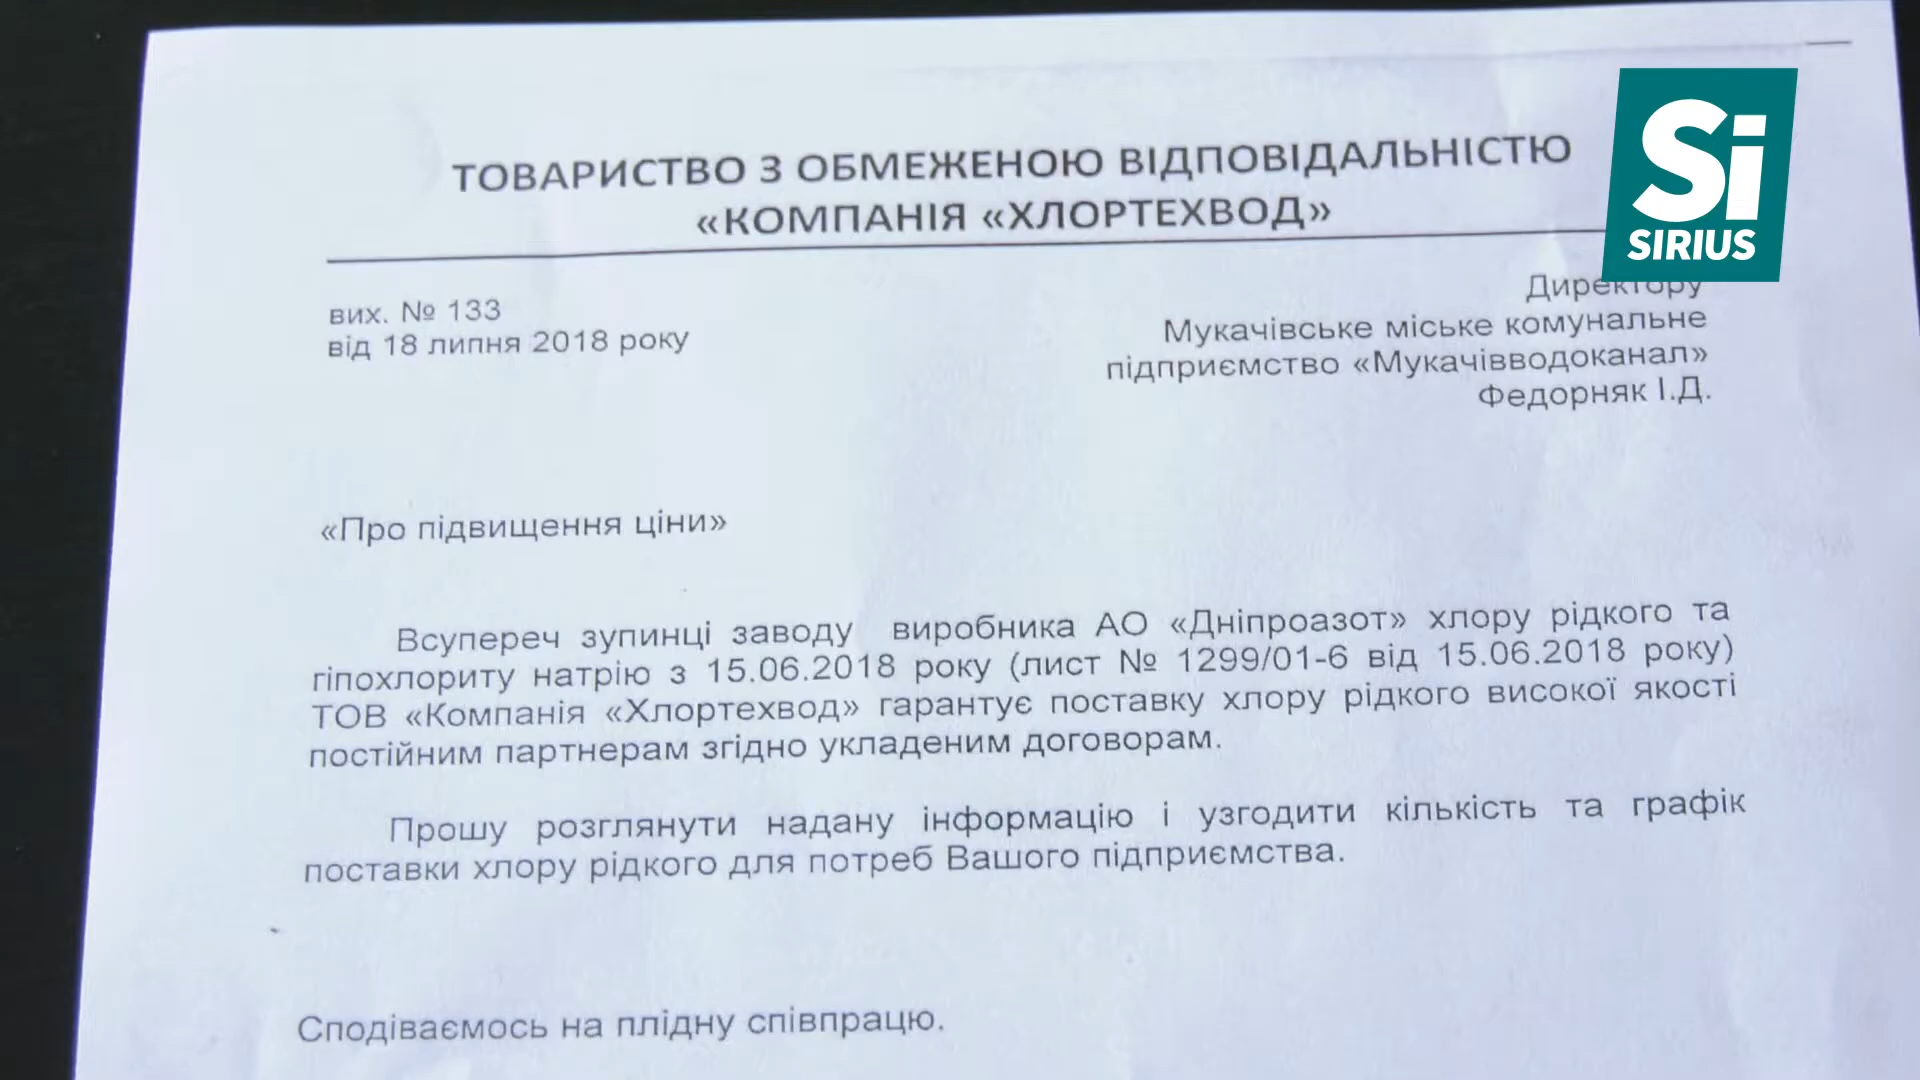 ТОВАРИСТВО З ОБМЕЖЕНОЮ ВІДПОВІДАЛЬНІСТЮ
«КОМПАНІЯ «ХЛОРТЕХВОД»
Si
SIRIUS
вих. № 133
від 18 липня 2018 року
Директору
Мукачівське міське комунальне
підприємство «Мукачівводоканал»
Федорняк І.Д.
«Про підвищення ціни»
Всупереч зупинці заводу виробника АО «Дніпроазот» хлору рідкого та
гіпохлориту натрію з 15.06.2018 року (лист № 1299/01-6 від 15.06.2018 року)
ТОВ «Компанія «Хлортехвод» гарантує поставку хлору рідкого високої якості
постійним партнерам згідно укладеним договорам.
Прошу розглянути надану інформацію і узгодити кількість та графік
поставки хлору рідкого для потреб Вашого підприємства.
Сподіваємось на плідну співпрацю.